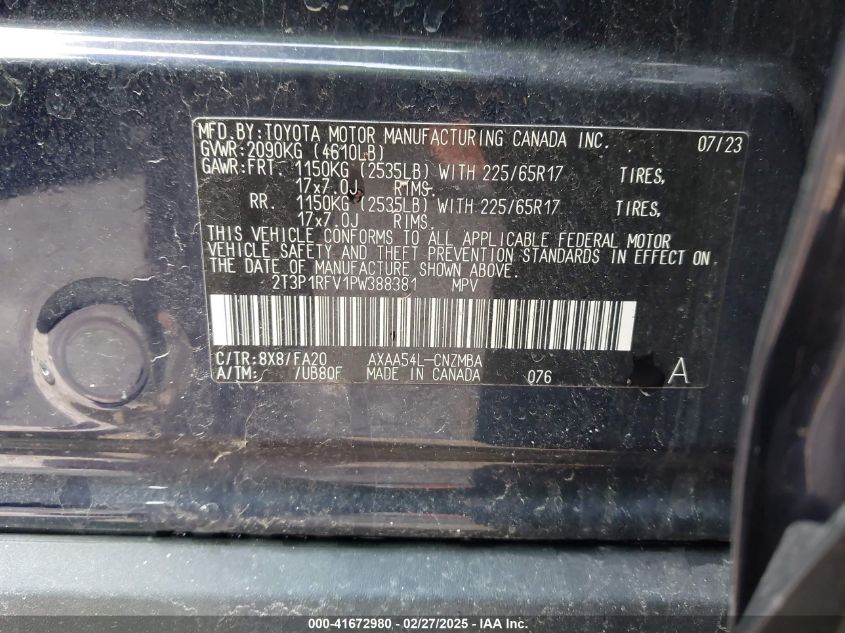 MFD.BY:TOYOTA MOTOR MANUFACTURING CANADA INC. 07/23
GVWR:2090KG (4610LB)
GAWR:FRT. 1150KG (2535LB) WITH 225/65R17 TIRES,
17x7.0J RIMS.
RR. 1150KG (2535LB) WITH 225/65R17 TIRES,
17x7.0J RIMS.
THIS VEHICLE CONFORMS TO ALL APPLICABLE FEDERAL MOTOR
VEHICLE SAFETY AND THEFT PREVENTION STANDARDS IN EFFECT ON
THE DATE OF MANUFACTURE SHOWN ABOVE.
2T3P1RFV1PW388381 MPV
C/TR:8X8/FA20 AXAA54L-CNZMBA
A/TM: /UB80F MADE IN CANADA 076 A
000-41672980 - 02/27/2025 - IAA Inc.